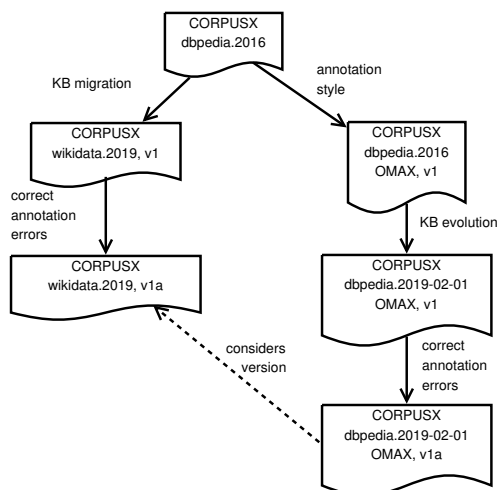 CORPUSX
dbpedia.2016
KB migration
annotation
style
CORPUSX
wikidata.2019, v1
CORPUSX
dbpedia.2016
OMAX, v1
correct
annotation
errors
KB evolution
CORPUSX
wikidata.2019, v1a
CORPUSX
dbpedia.2019-02-01
OMAX, v1
considers
version
correct
annotation
errors
CORPUSX
dbpedia.2019-02-01
OMAX, v1a